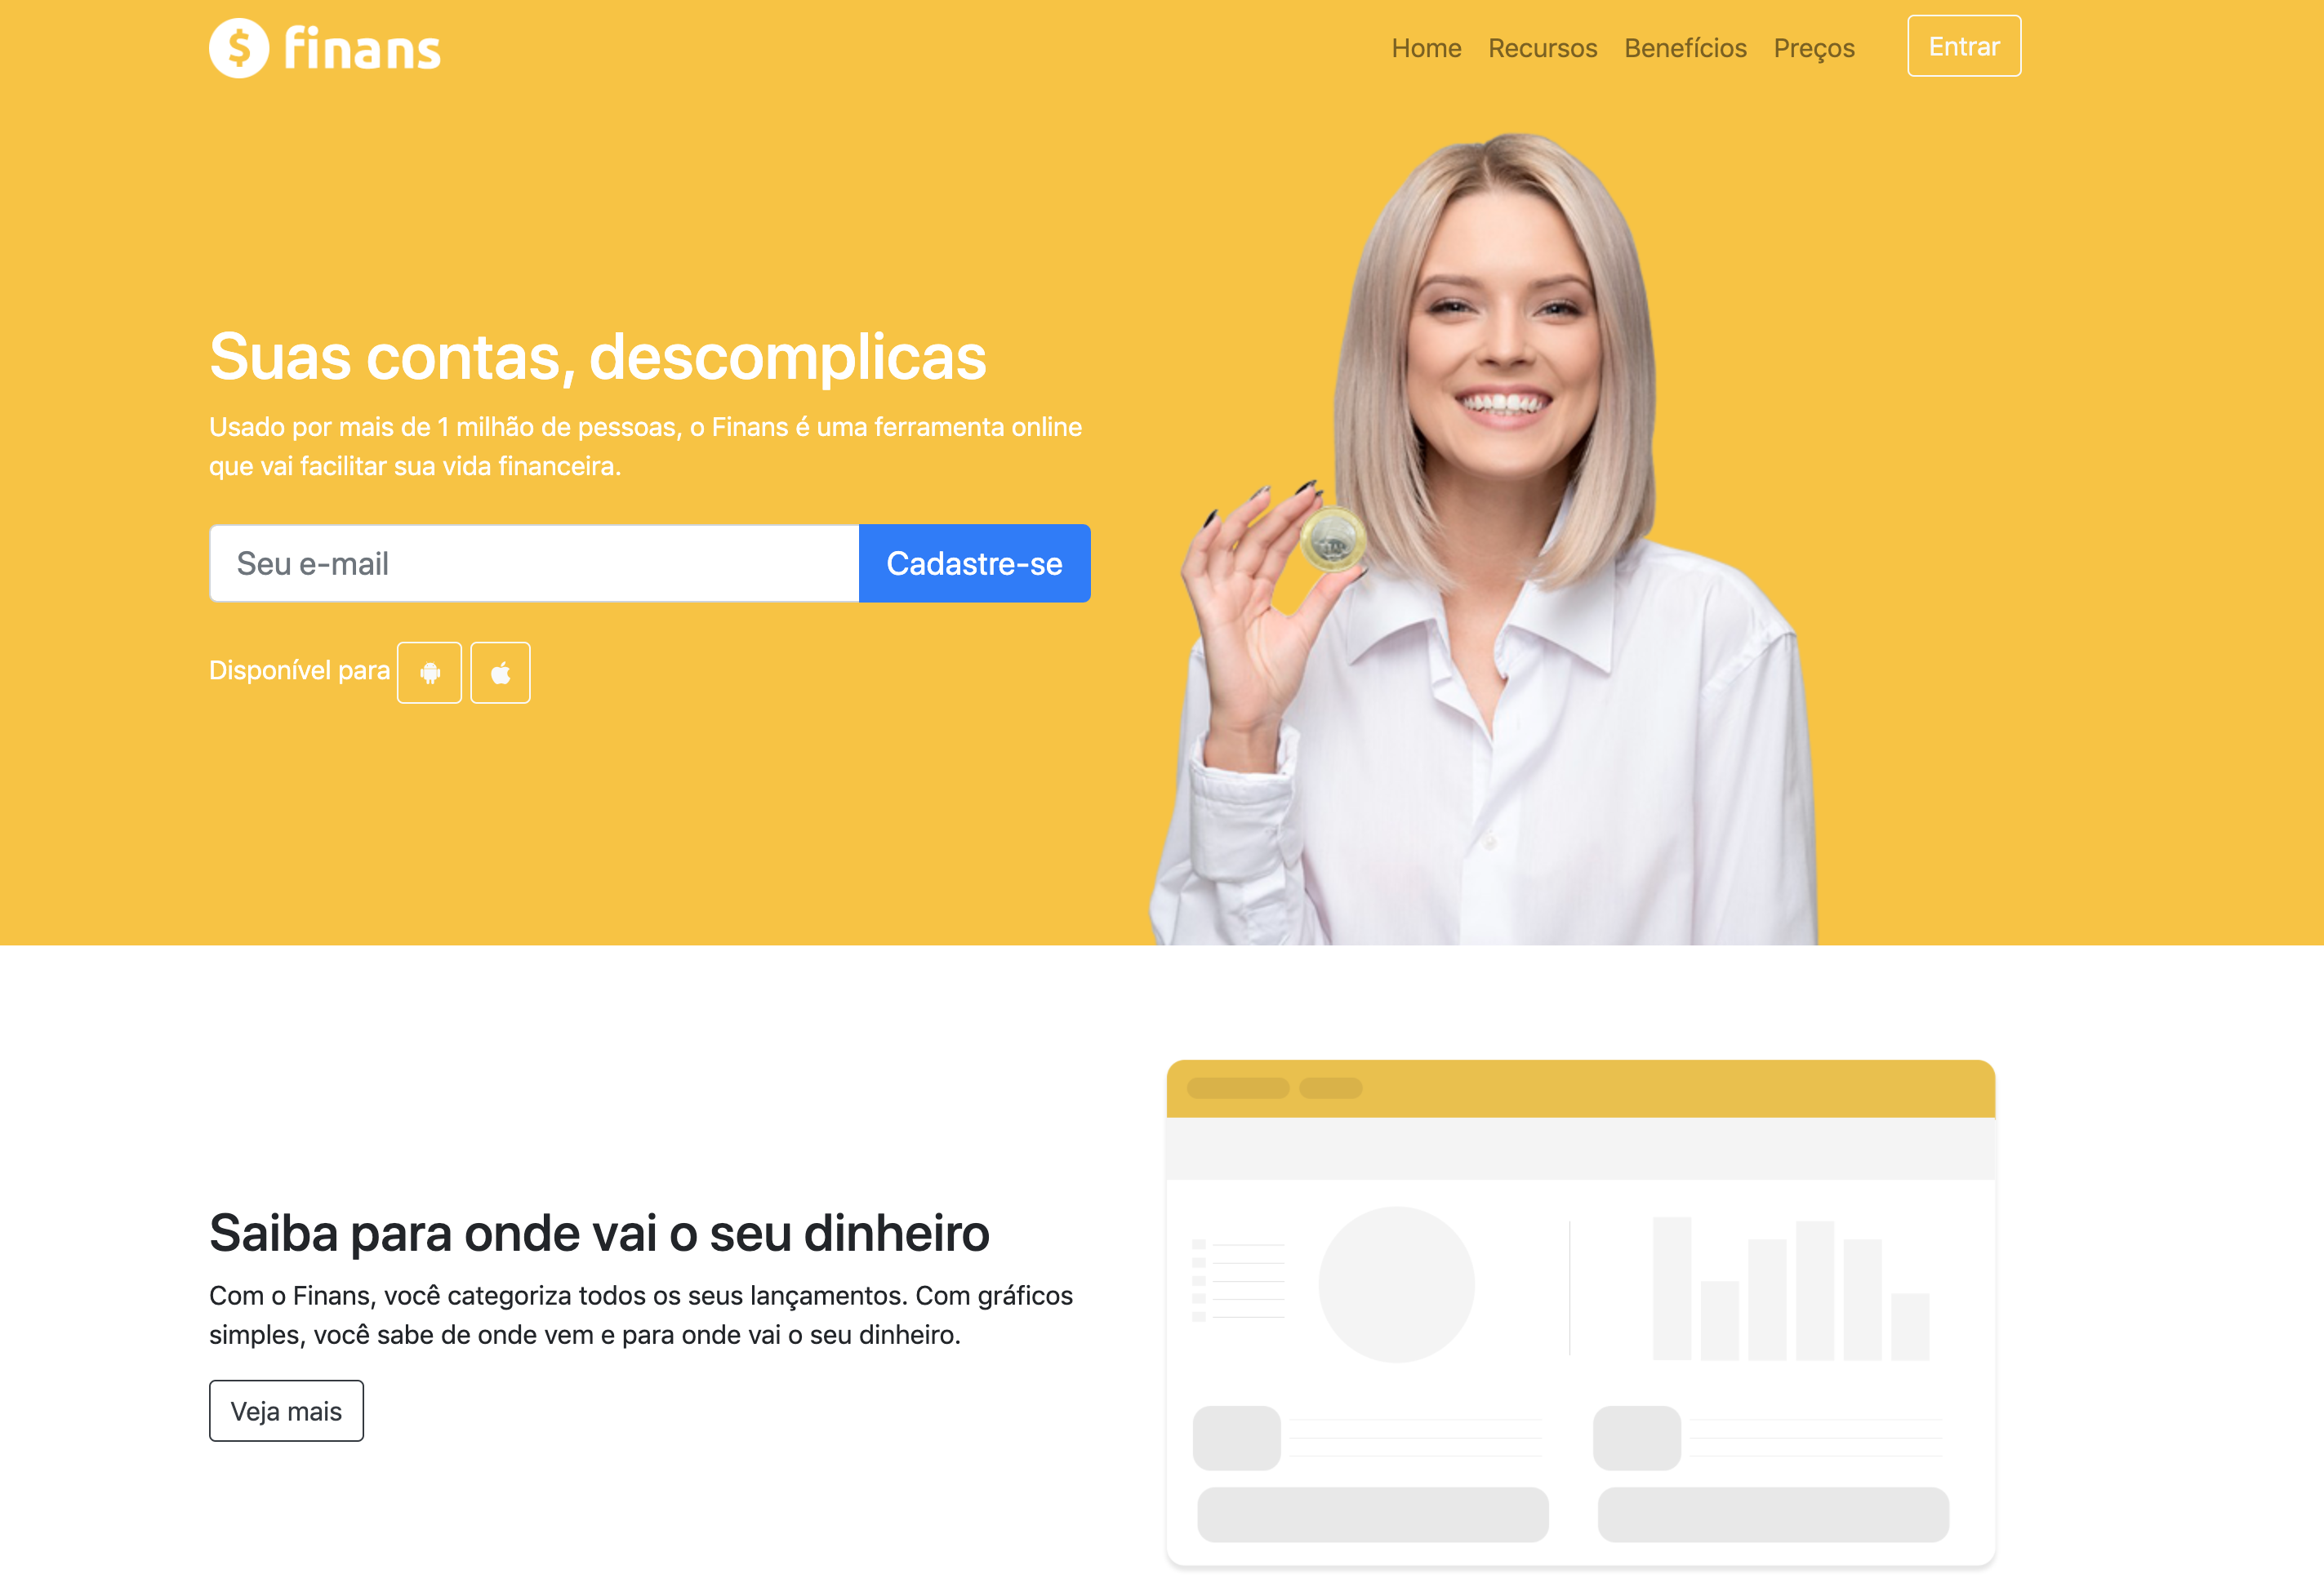 $ finans
Home Recursos Benefícios Preços Entrar
Suas contas, descomplicas
Usado por mais de 1 milhão de pessoas, o Finans é uma ferramenta online
que vai facilitar sua vida financeira.
Seu e-mail Cadastre-se
Disponível para
Saiba para onde vai o seu dinheiro
Com o Finans, você categoriza todos os seus lançamentos. Com gráficos
simples, você sabe de onde vem e para onde vai o seu dinheiro.
Veja mais